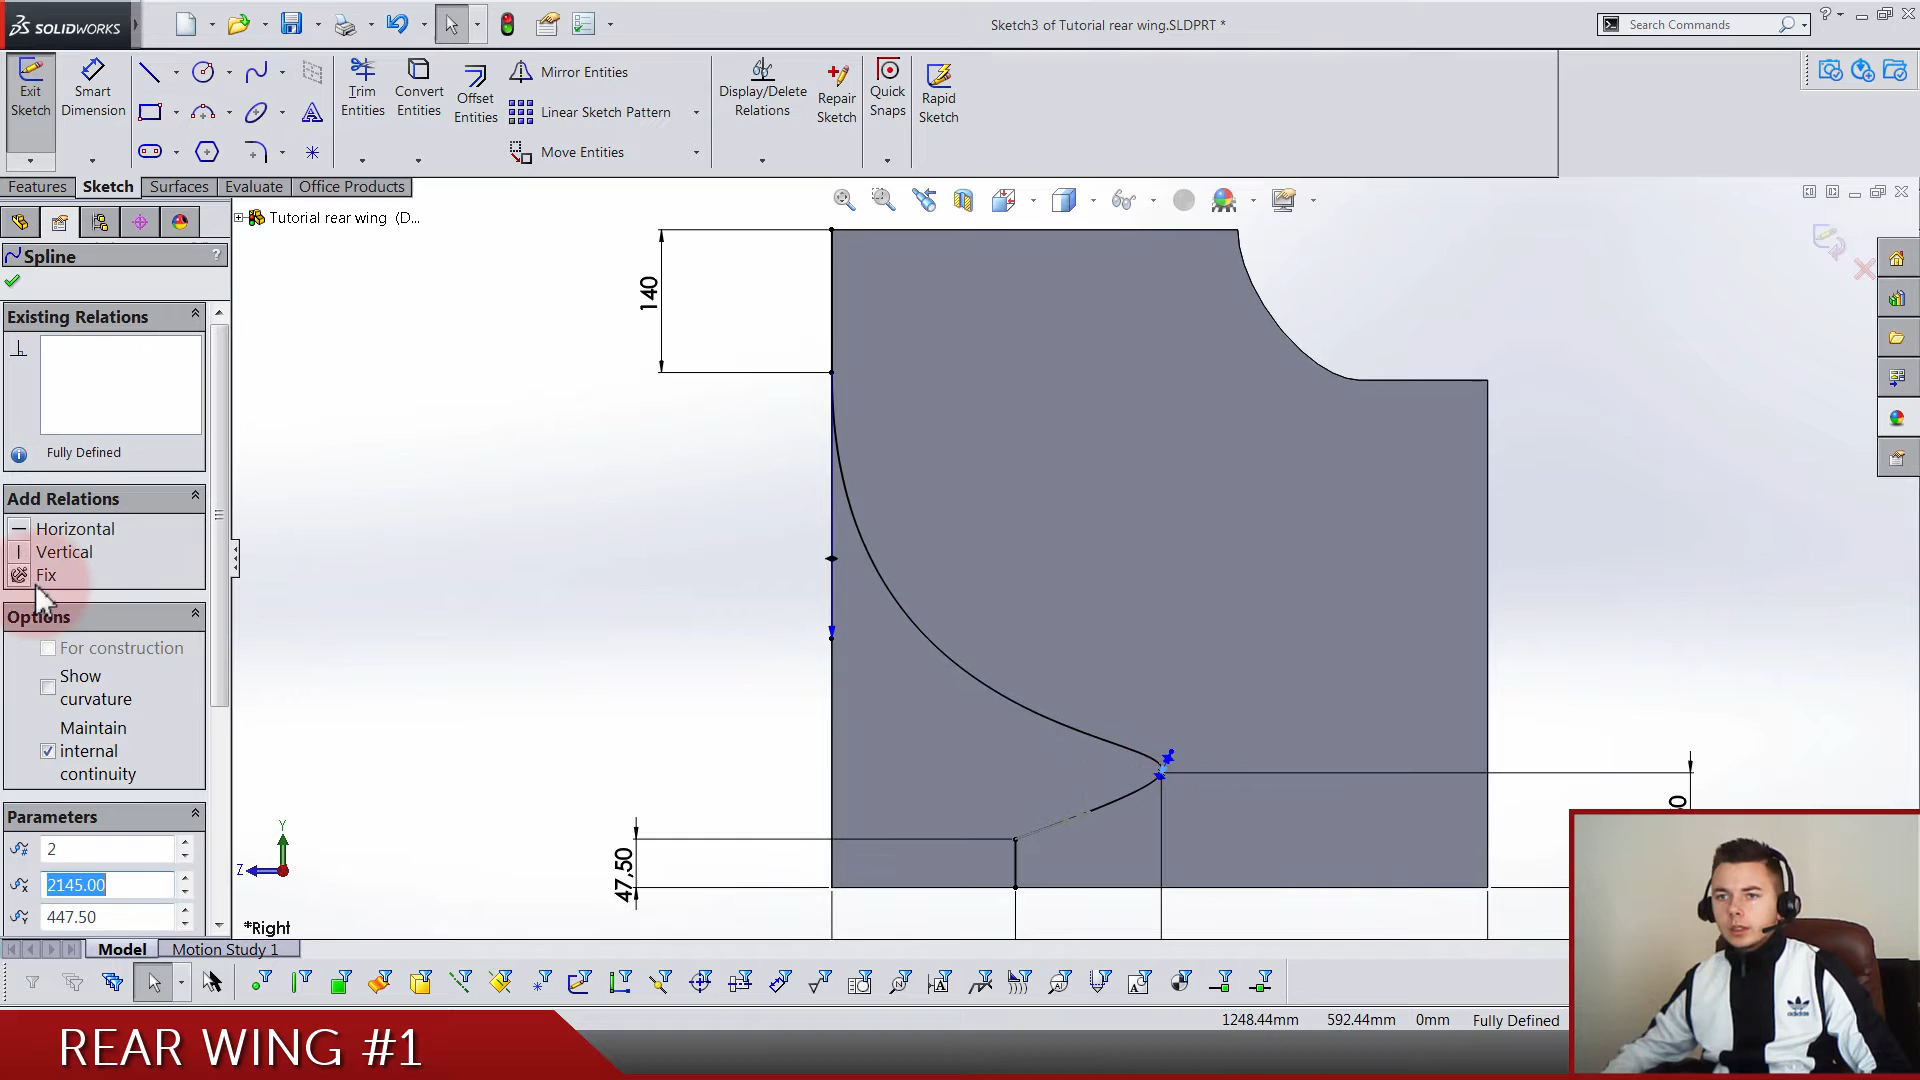 SOLIDWORKS
Sketch3 of Tutorial rear wing.SLDPRT *
Search Commands
?
Exit
Sketch
Smart
Dimension
Trim
Entities
Convert
Entities
Offset
Entities
Mirror Entities
Linear Sketch Pattern
Move Entities
Display/Delete
Relations
Repair
Sketch
Quick
Snaps
Rapid
Sketch
Features
Sketch
Surfaces
Evaluate
Office Products
Tutorial rear wing (D...
Spline
?
Existing Relations
Fully Defined
Add Relations
Horizontal
Vertical
Fix
Options
For construction
Show
curvature
Maintain
internal
continuity
Parameters
2
2145.00
447.50
140
47,50
Y
Z
*Right
Model
Motion Study 1
1248.44mm
592.44mm
0mm
Fully Defined
REAR WING #1
adidas